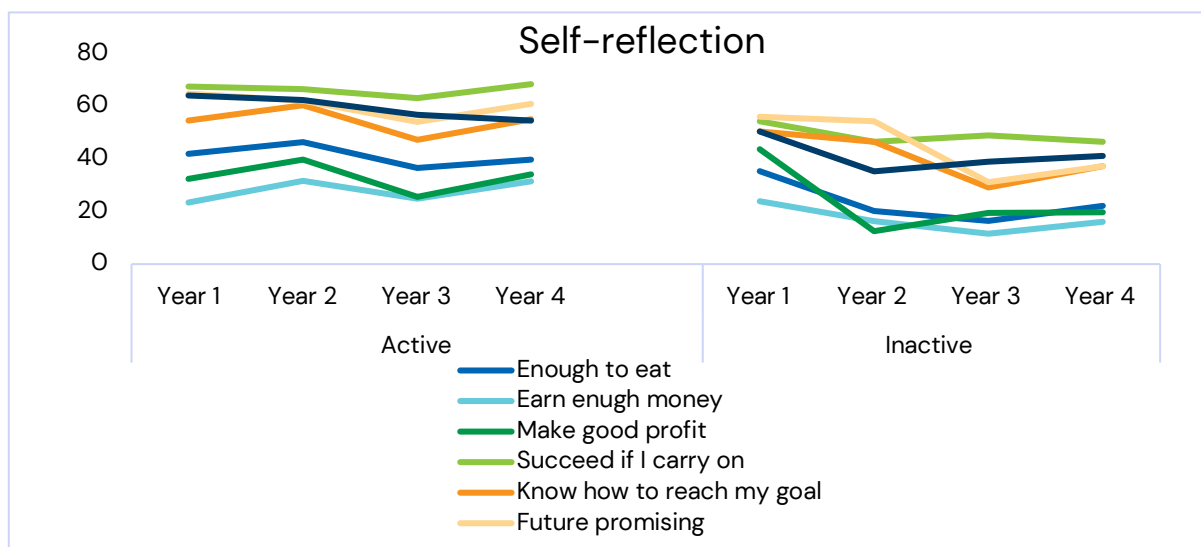 Self-reflection
80
60
40
20
0
Year 1 Year 2 Year 3 Year 4 Year 1 Year 2 Year 3 Year 4
Active Inactive
Enough to eat
Earn enugh money
Make good profit
Succeed if I carry on
Know how to reach my goal
Future promising